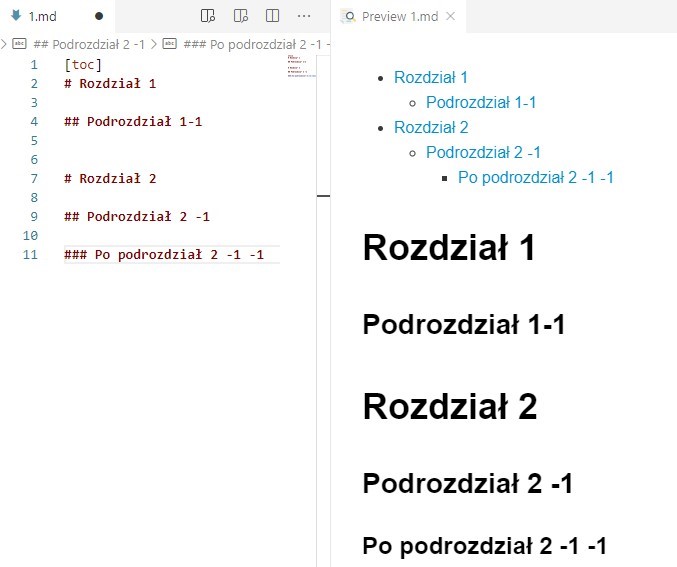 1.md
Preview 1.md
## Podrozdział 2 -1 > ### Po podrozdział 2 -1 -
1 [toc]
2 # Rozdział 1
3
4 ## Podrozdział 1-1
5
6
7 # Rozdział 2
8
9 ## Podrozdział 2 -1
10
11 ### Po podrozdział 2 -1 -1
Rozdział 1
Podrozdział 1-1
Rozdział 2
Podrozdział 2 -1
Po podrozdział 2 -1 -1
Rozdział 1
Podrozdział 1-1
Rozdział 2
Podrozdział 2 -1
Po podrozdział 2 -1 -1